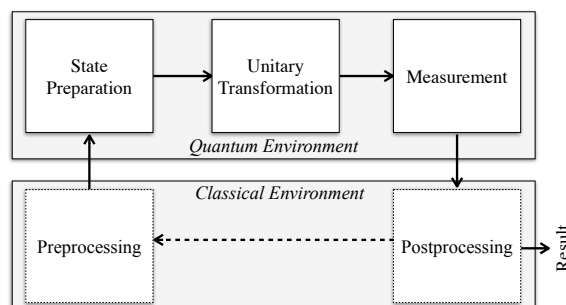 State
Preparation
Unitary
Transformation
Measurement
Quantum Environment
Classical Environment
Preprocessing
Postprocessing
Result